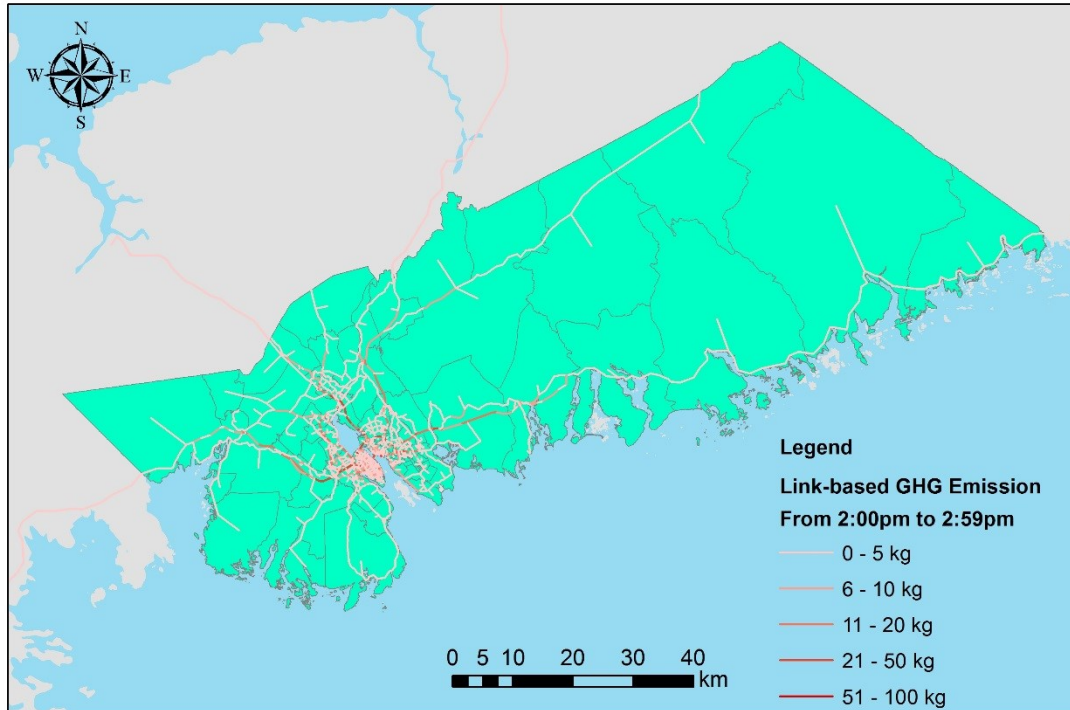 N
W E
S
Legend
Link-based GHG Emission
From 2:00pm to 2:59pm
0 - 5 kg
6 - 10 kg
11 - 20 kg
21 - 50 kg
51 - 100 kg
0 5 10 20 30 40
km